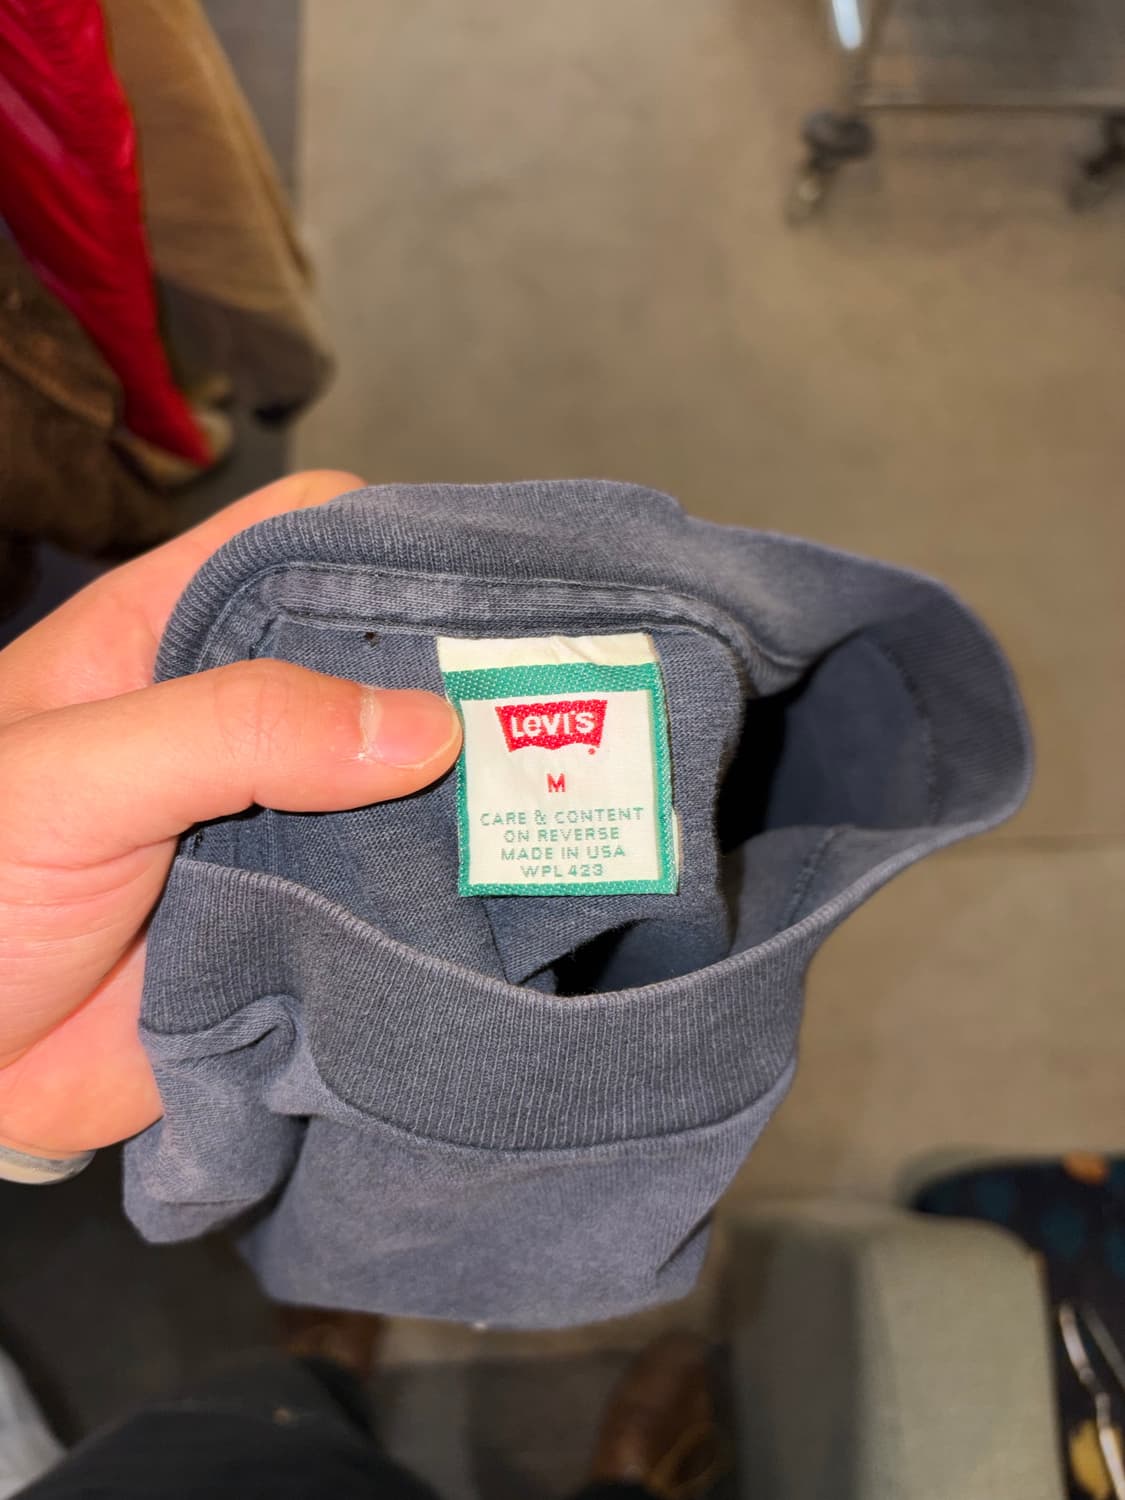 Levi's
M
CARE & CONTENT
ON REVERSE
MADE IN USA
WPL 423